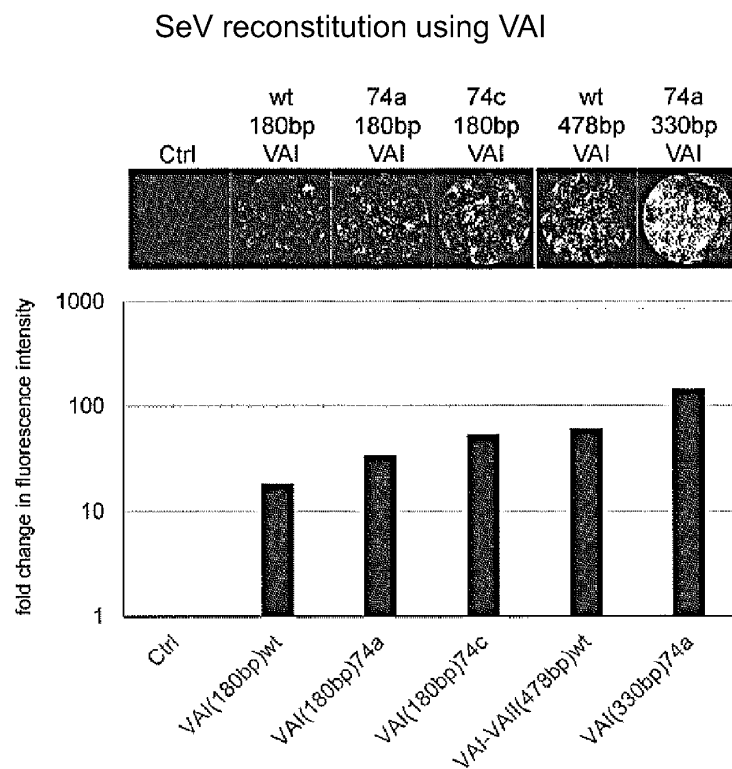 SeV reconstitution using VAI
wt 74a 74c wt 74a
180bp 180bp 180bp 478bp 330bp
Ctrl VAI VAI VAI VAI VAI
1000
100
10
1
fold change in fluorescence intensity
Ctrl
VAI(180bp)wt
VAI(180bp)74a
VAI(180bp)74c
VAI-VAII(478bp)wt
VAI(330bp)74a